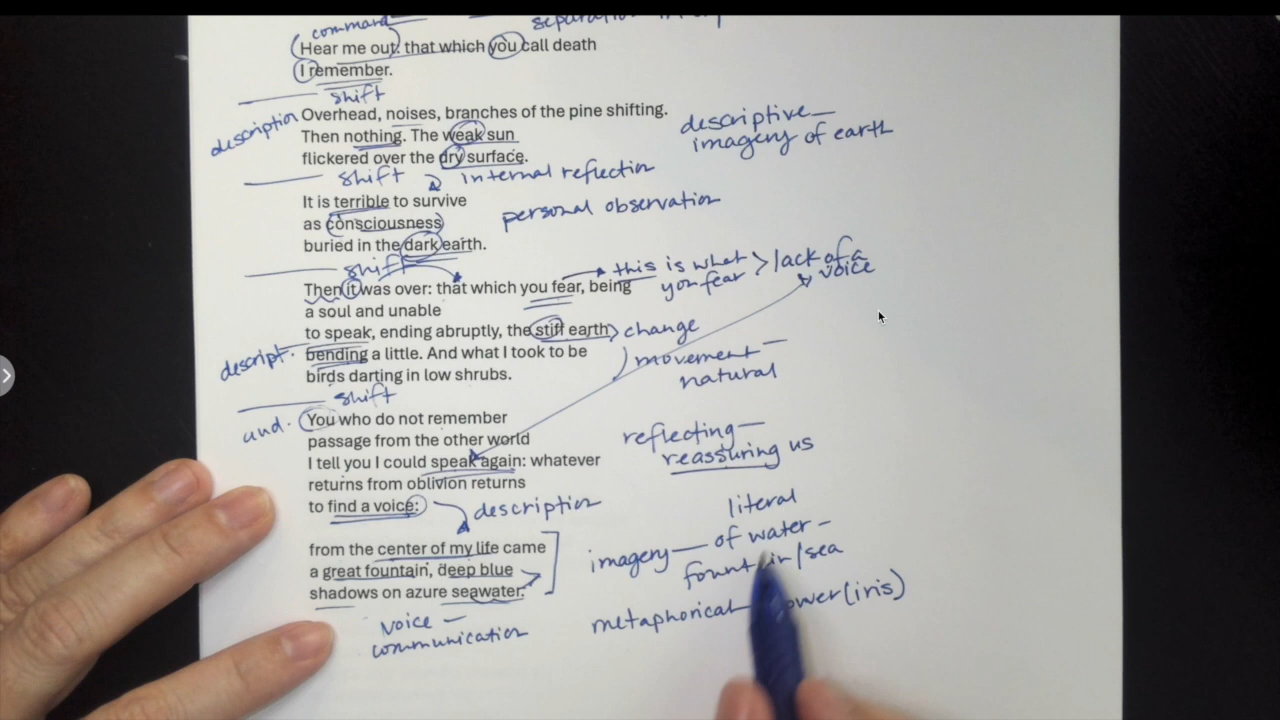 command
Hear me out: that which you call death
I remember.
shift
description
Overhead, noises, branches of the pine shifting.
Then nothing. The weak sun
flickered over the dry surface.
descriptive—
imagery of earth
shift
internal reflection
It is terrible to survive
as consciousness
buried in the dark earth.
personal observation
shift
Then it was over: that which you fear, being
a soul and unable
to speak, ending abruptly, the stiff earth
bending a little. And what I took to be
birds darting in low shrubs.
this is what
you fear
lack of a
voice
change
movement—
natural
descript.
shift
aud.
You who do not remember
passage from the other world
I tell you I could speak again: whatever
returns from oblivion returns
to find a voice:
reflecting—
reassuring us
description
from the center of my life came
a great fountain, deep blue
shadows on azure seawater.
literal
imagery— of water—
/sea
metaphorical— (iris)
voice—
communication